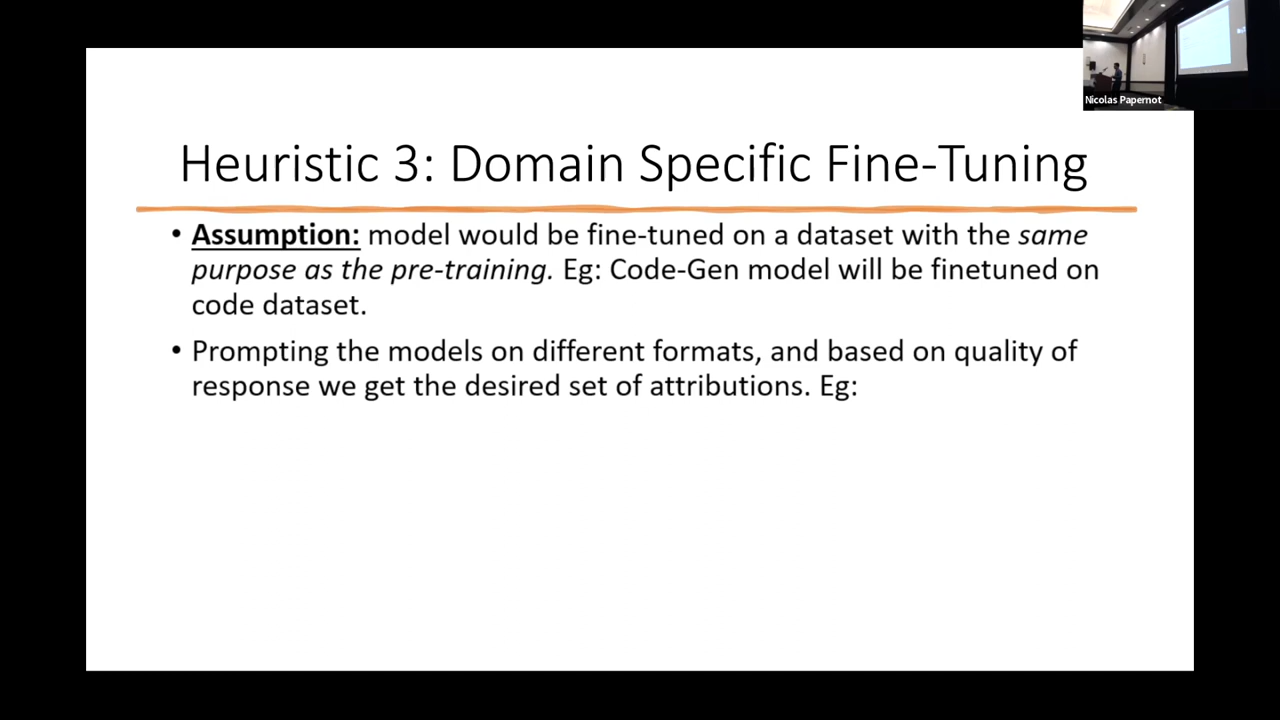 Nicolas Papernot
Heuristic 3: Domain Specific Fine-Tuning
• Assumption: model would be fine-tuned on a dataset with the same
purpose as the pre-training. Eg: Code-Gen model will be finetuned on
code dataset.
• Prompting the models on different formats, and based on quality of
response we get the desired set of attributions. Eg: